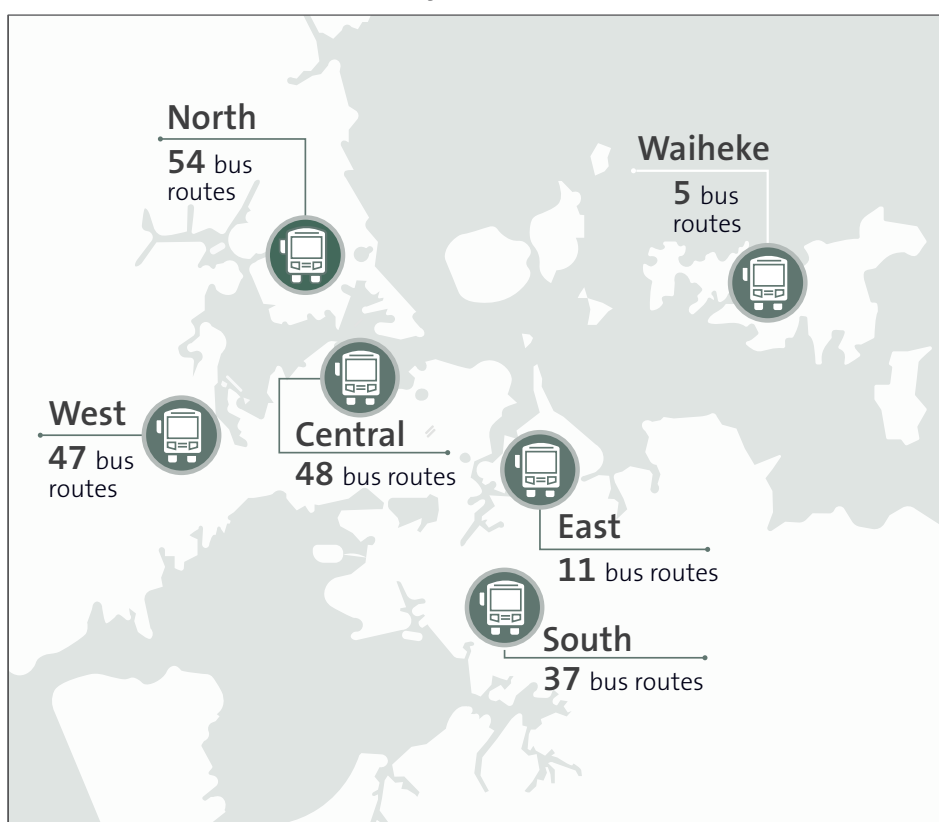 North
54 bus
routes
Waiheke
5 bus
routes
West
47 bus
routes
Central
48 bus routes
East
11 bus routes
South
37 bus routes